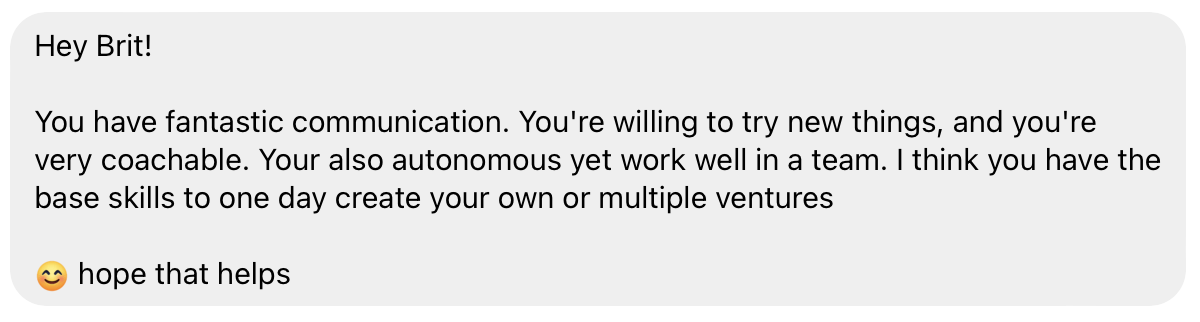 Hey Brit!
You have fantastic communication. You're willing to try new things, and you're
very coachable. Your also autonomous yet work well in a team. I think you have the
base skills to one day create your own or multiple ventures
😊 hope that helps